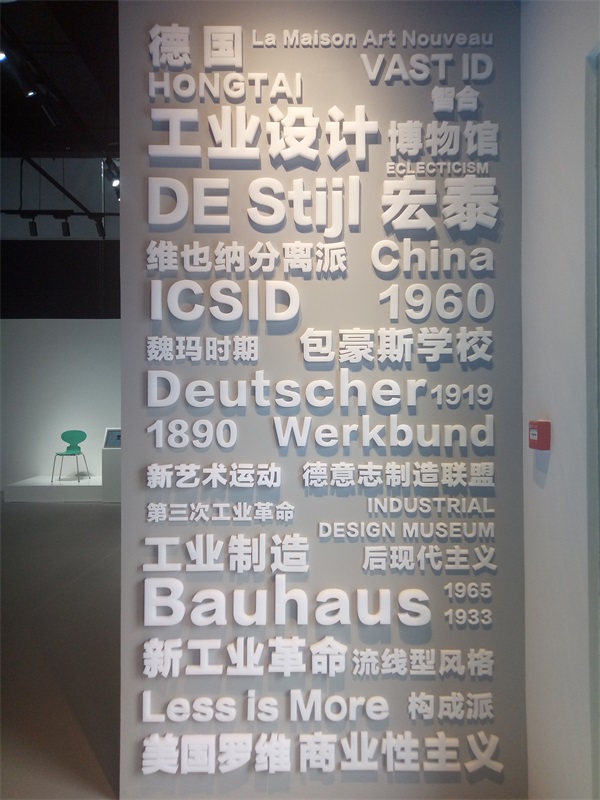 德国 La Maison Art Nouveau
HONGTAI VAST ID
智合
工业设计 博物馆
ECLECTICISM
DE Stijl 宏泰
维也纳分离派 China
ICSID 1960
魏玛时期 包豪斯学校
Deutscher 1919
1890 Werkbund
新艺术运动 德意志制造联盟
第三次工业革命 INDUSTRIAL
DESIGN MUSEUM
工业制造 后现代主义
Bauhaus 1965
1933
新工业革命 流线型风格
Less is More 构成派
美国罗维 商业性主义